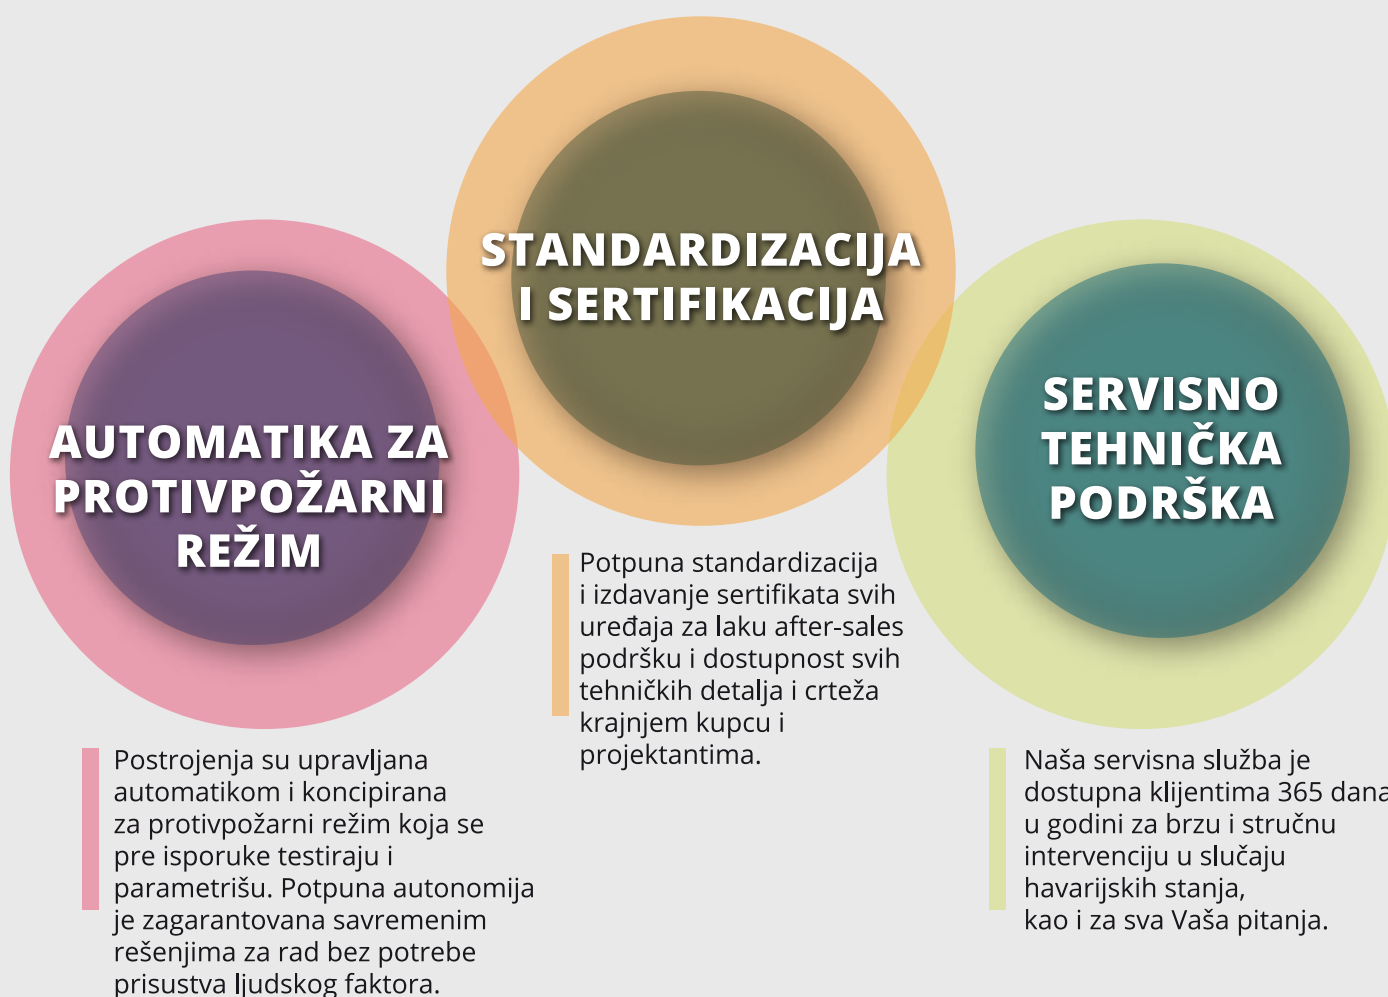 STANDARDIZACIJA
I SERTIFIKACIJA
AUTOMATIKA ZA
PROTIVPOŽARNI
REŽIM
SERVISNO
TEHNIČKA
PODRŠKA
Potpuna standardizacija
i izdavanje sertifikata svih
uređaja za laku after-sales
podršku i dostupnost svih
tehničkih detalja i crteža
krajnjem kupcu i
projektantima.
Postrojenja su upravljana
automatikom i koncipirana
za protivpožarni režim koja se
pre isporuke testiraju i
parametrišu. Potpuna autonomija
je zagarantovana savremenim
rešenjima za rad bez potrebe
prisustva ljudskog faktora.
Naša servisna služba je
dostupna klijentima 365 dana
u godini za brzu i stručnu
intervenciju u slučaju
havarijskih stanja,
kao i za sva Vaša pitanja.